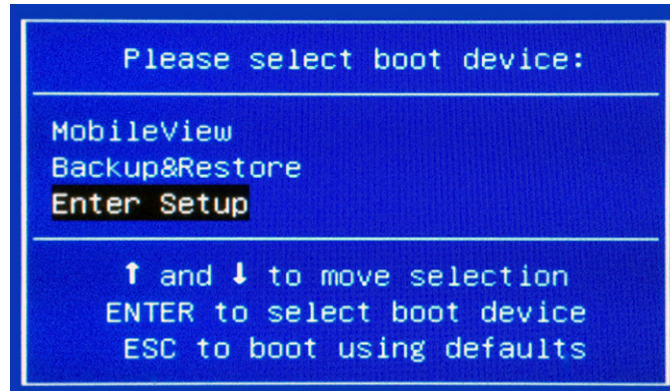 Please select boot device:
MobileView
Backup&Restore
Enter Setup
↑ and ↓ to move selection
ENTER to select boot device
ESC to boot using defaults